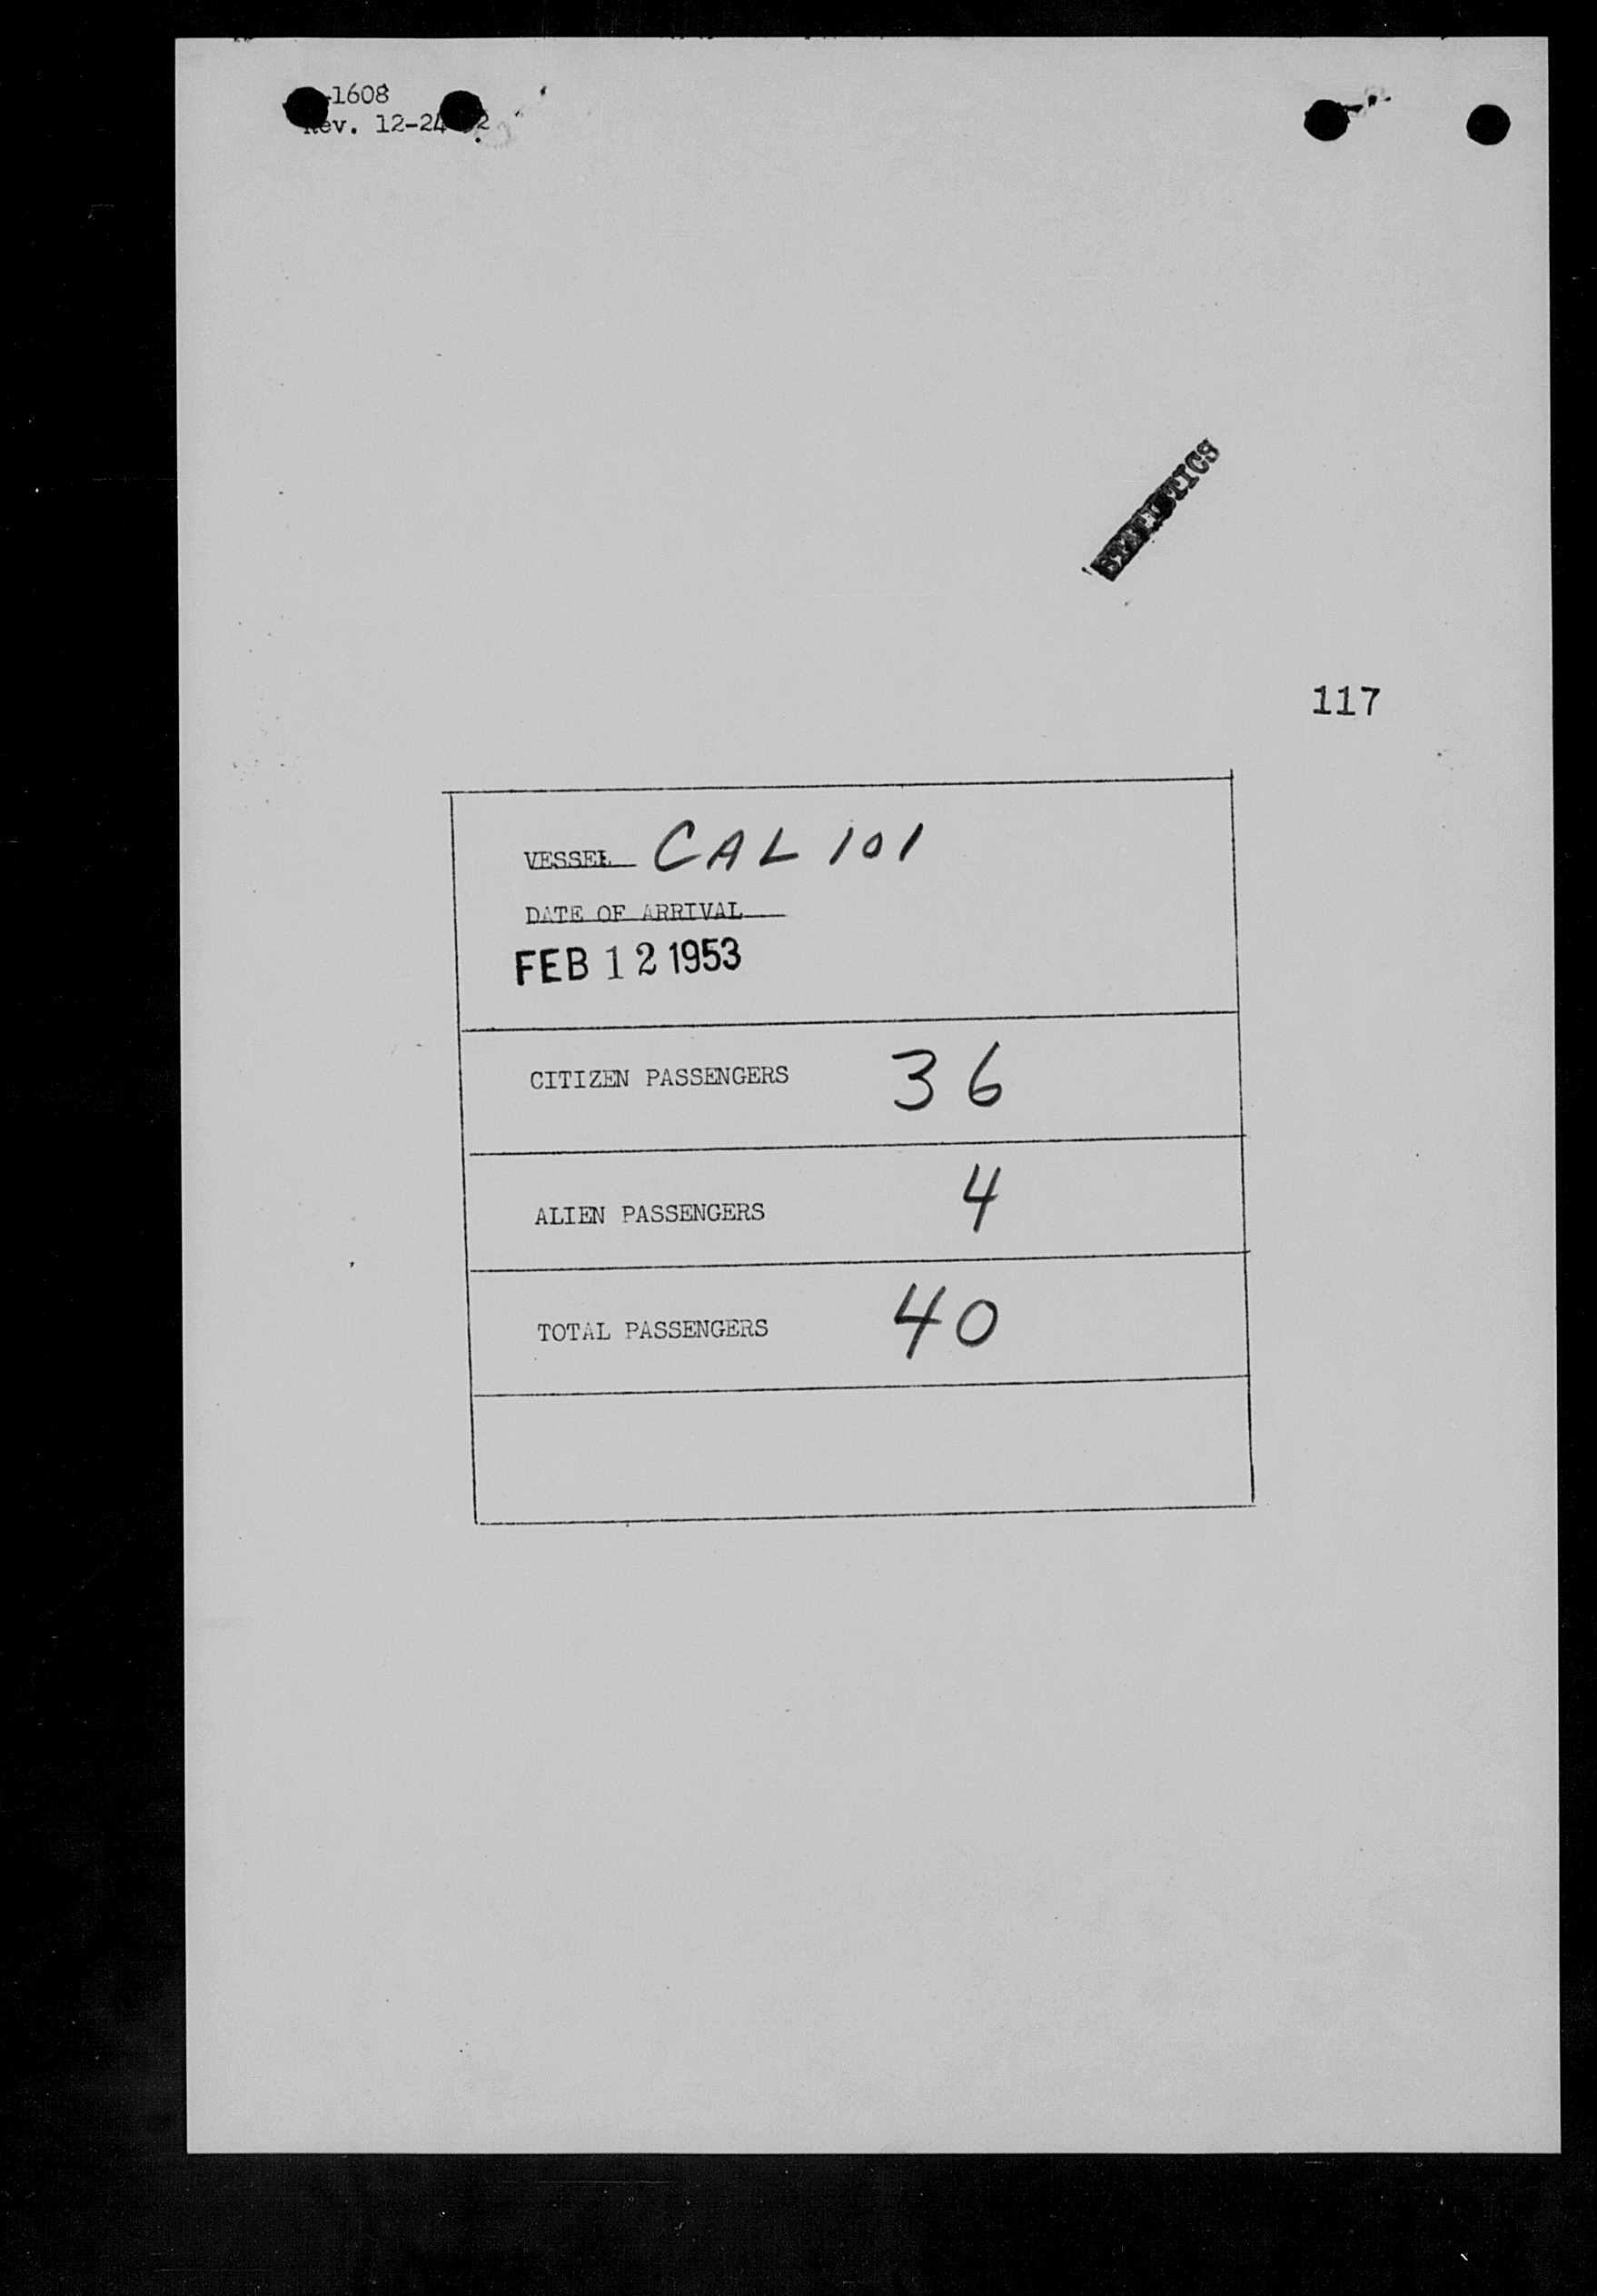 -1608
Rev. 12-24
STATISTICS
117
VESSEL CAL 101
DATE OF ARRIVAL
FEB 12 1953
CITIZEN PASSENGERS 36
ALIEN PASSENGERS 4
TOTAL PASSENGERS 40